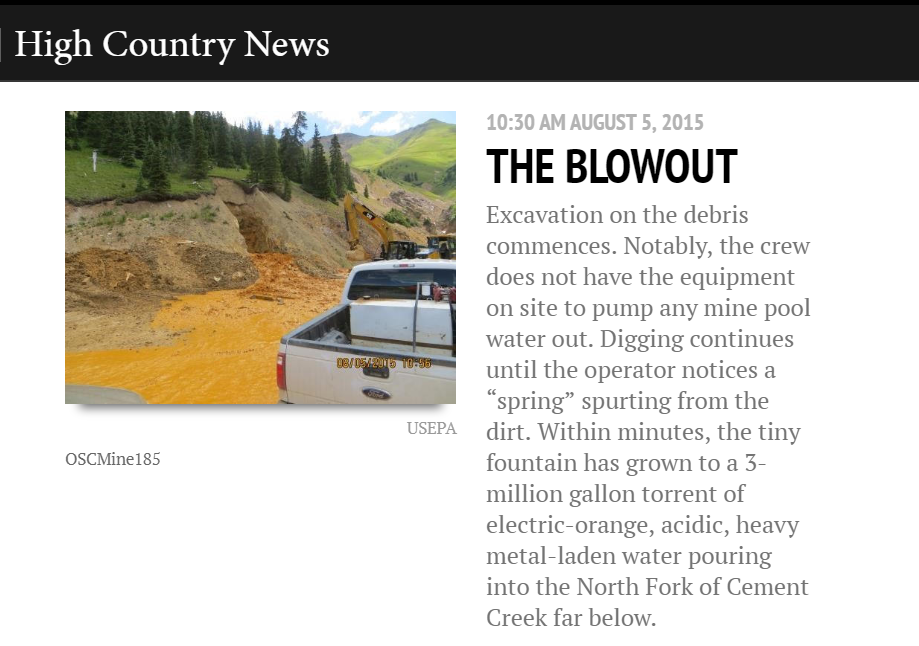 High Country News
10:30 AM AUGUST 5, 2015
THE BLOWOUT
Excavation on the debris
commences. Notably, the crew
does not have the equipment
on site to pump any mine pool
water out. Digging continues
until the operator notices a
“spring” spurting from the
dirt. Within minutes, the tiny
fountain has grown to a 3-
million gallon torrent of
electric-orange, acidic, heavy
metal-laden water pouring
into the North Fork of Cement
Creek far below.
08/05/2015 10:56
Ford
USEPA
OSCMine185